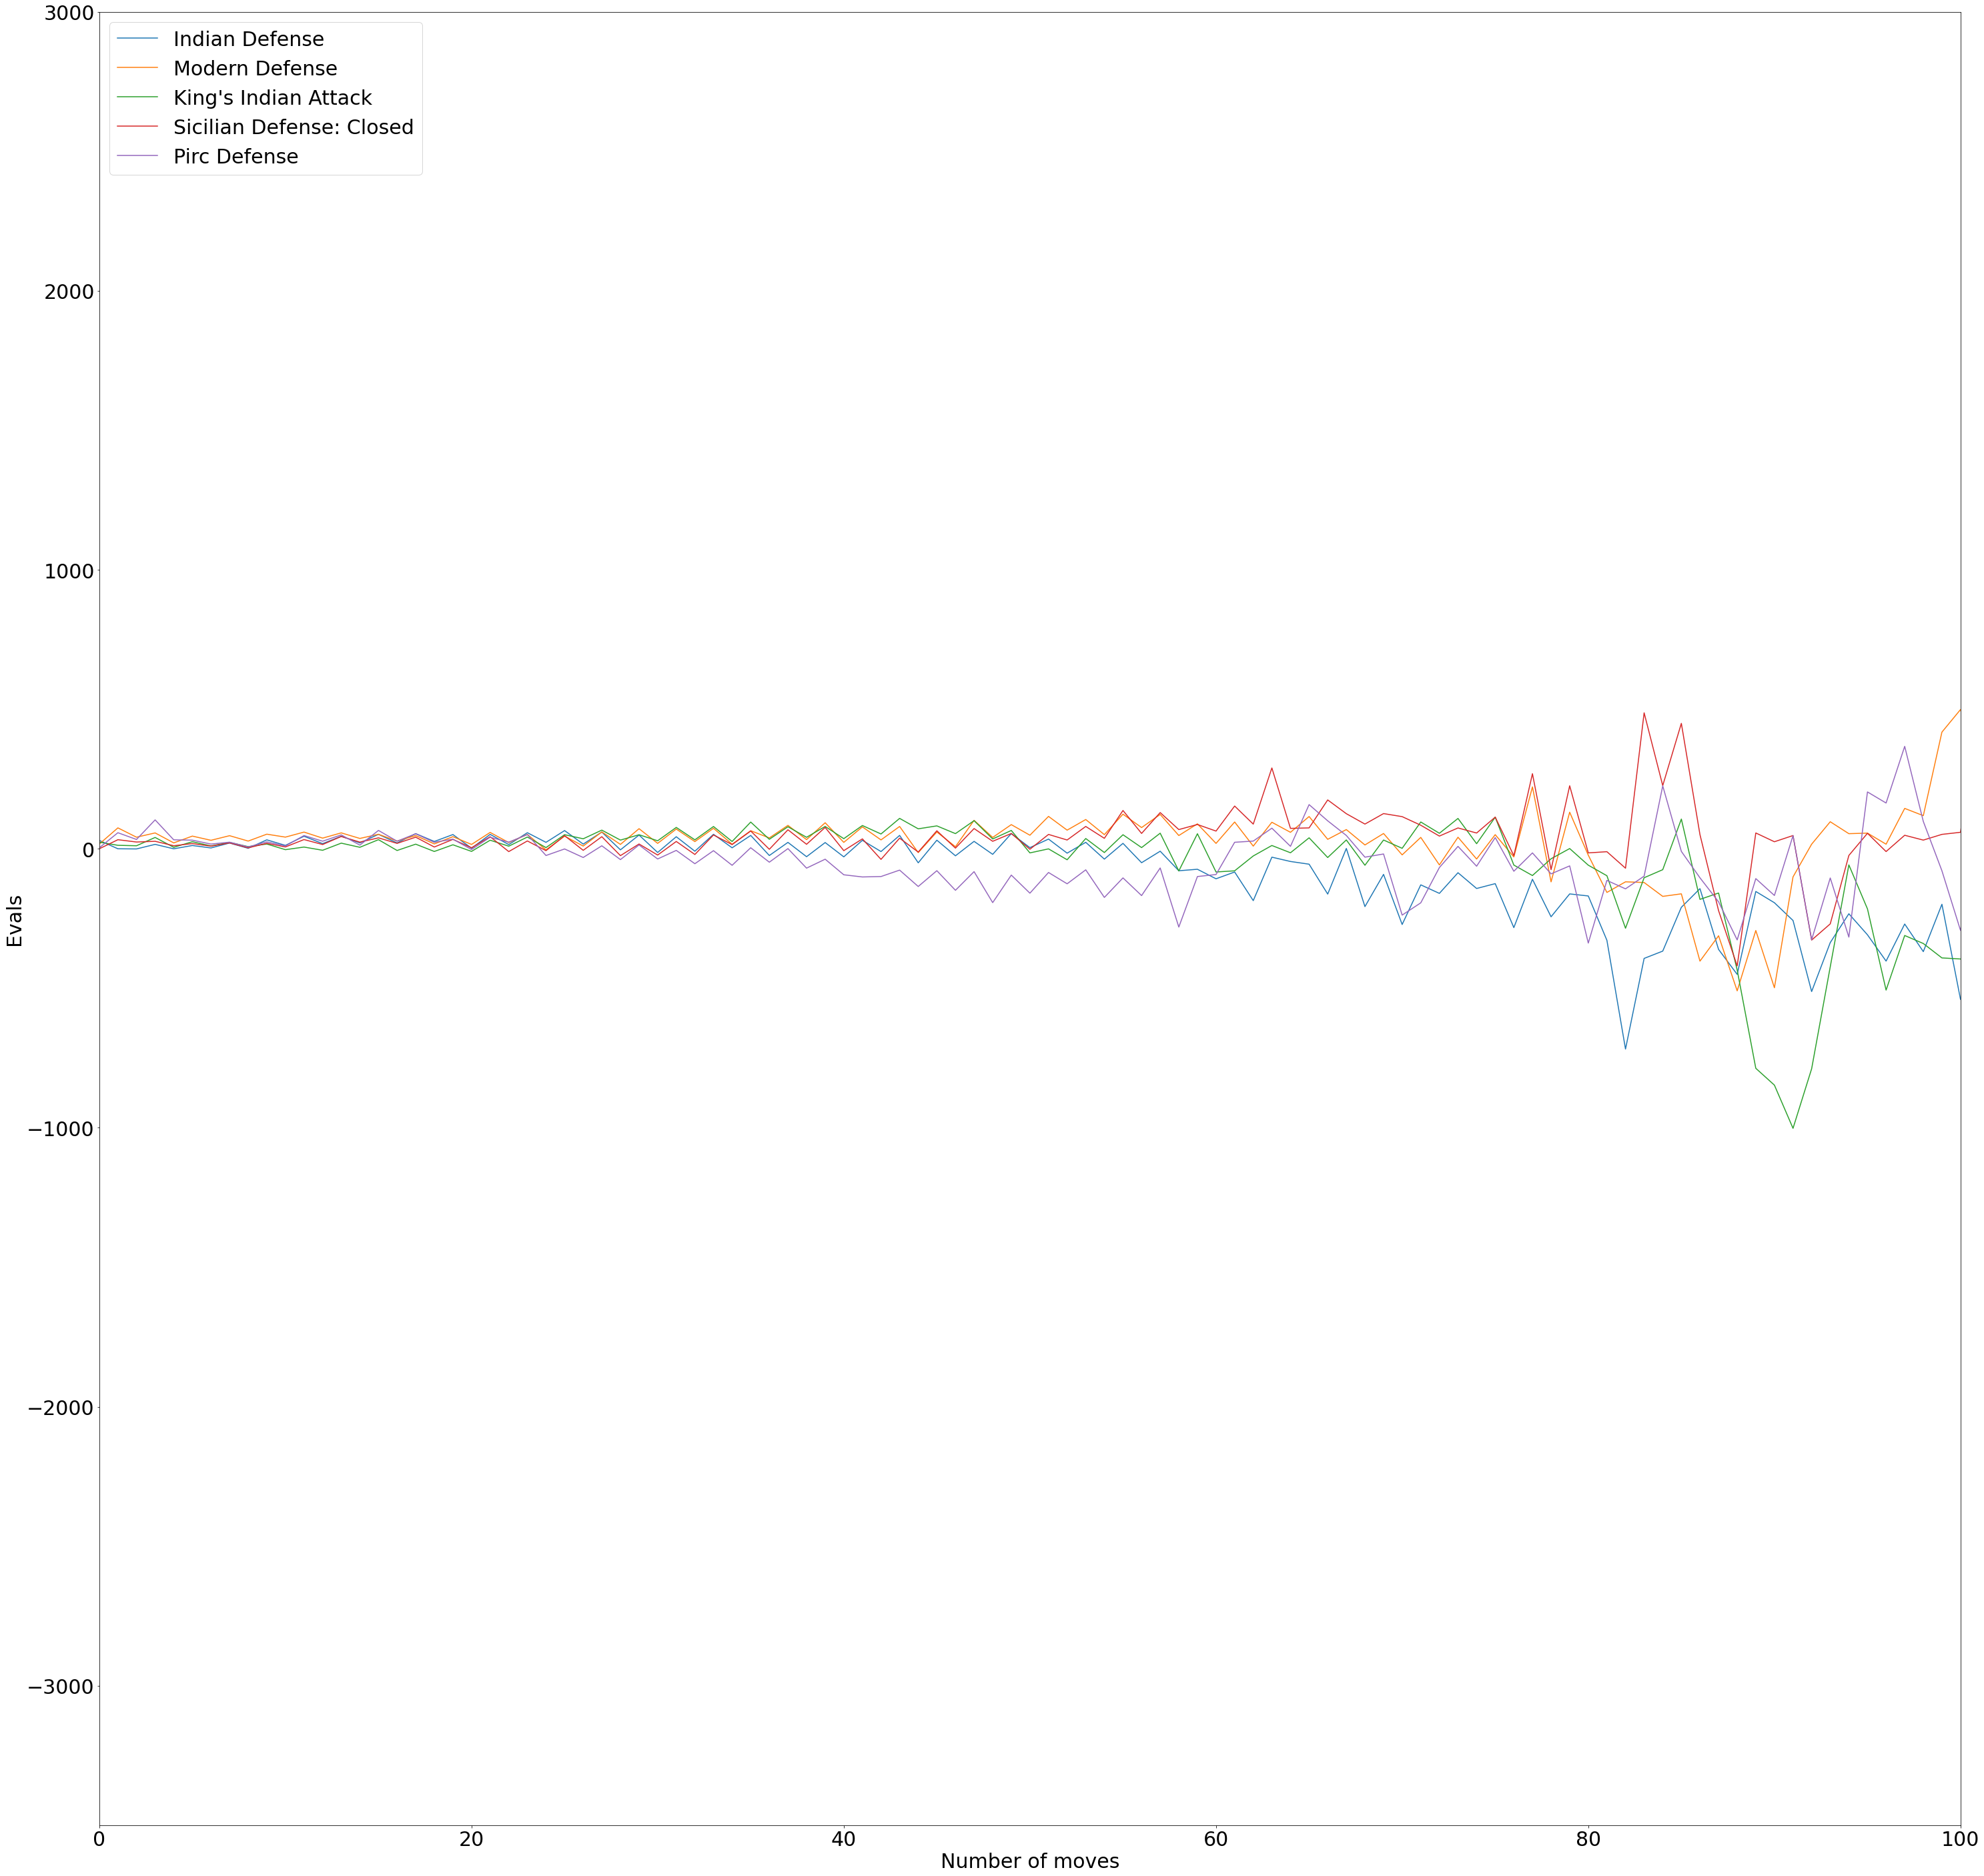 3000
2000
1000
0
−1000
−2000
−3000
Evals
Indian Defense
Modern Defense
King's Indian Attack
Sicilian Defense: Closed
Pirc Defense
0 20 40 60 80 100
Number of moves